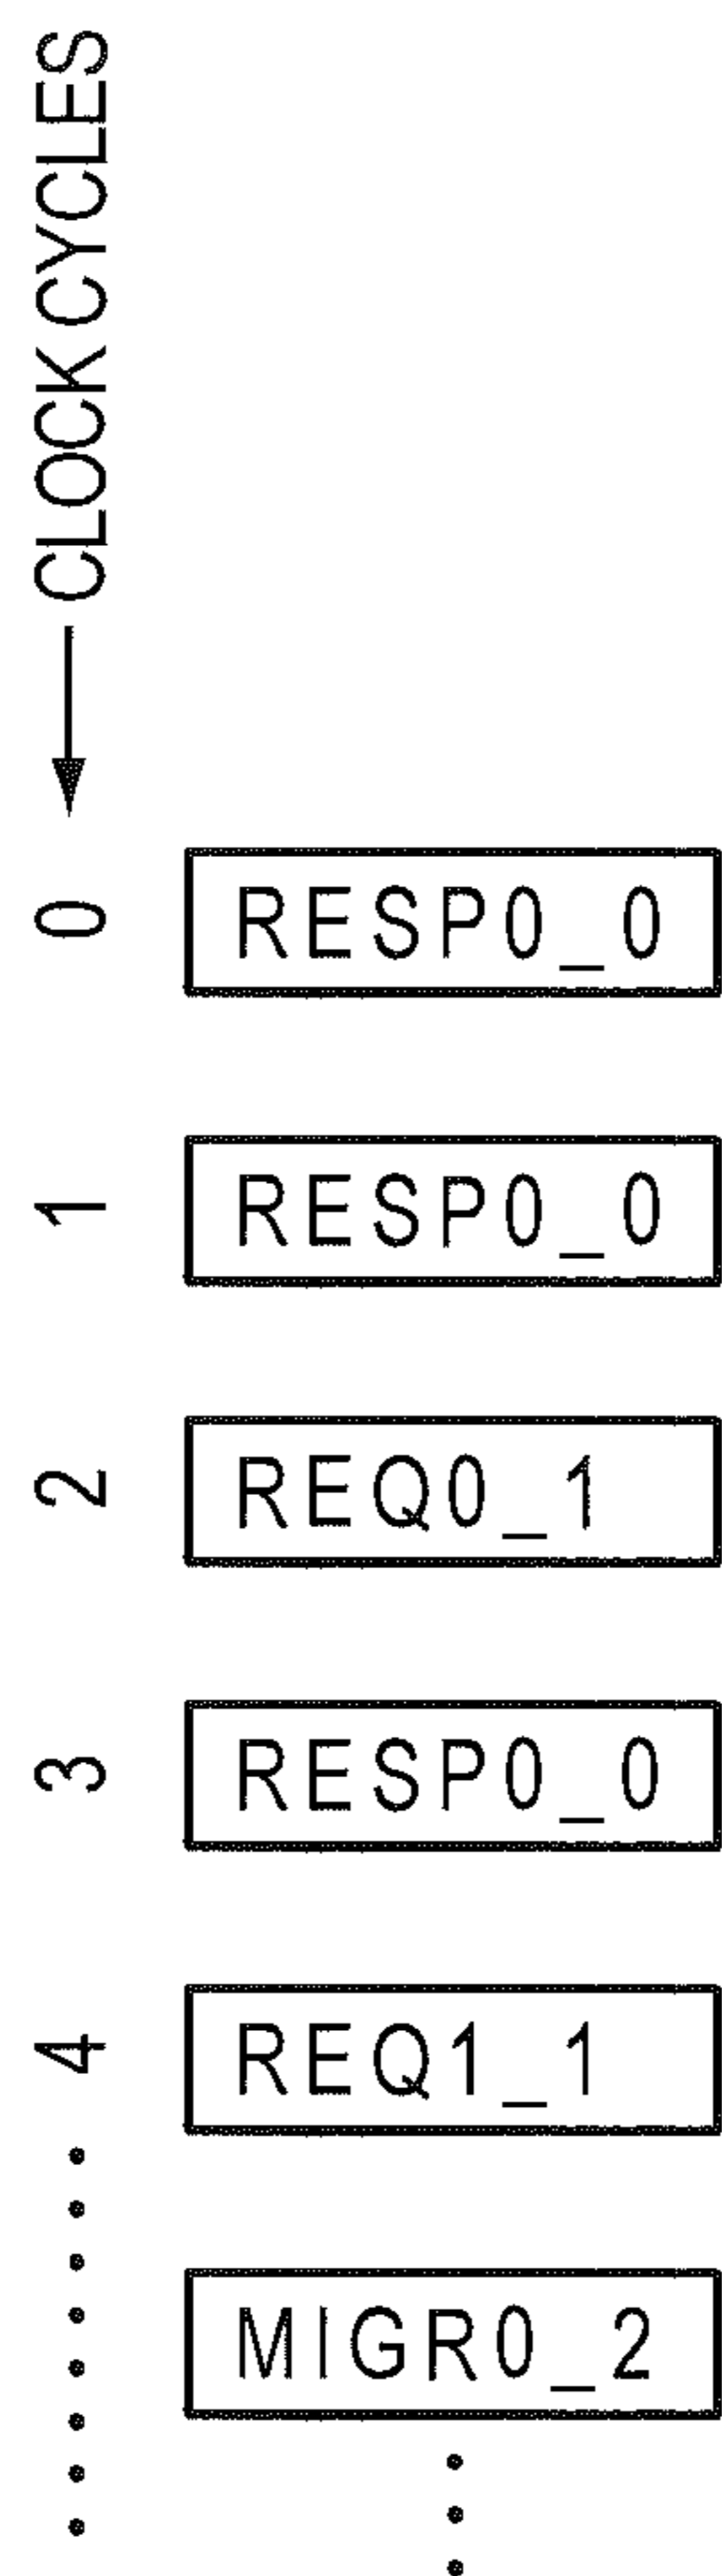 CLOCK CYCLES
0
RESP0_0
1
RESP0_0
2
REQ0_1
3
RESP0_0
4
REQ1_1
MIGR0_2